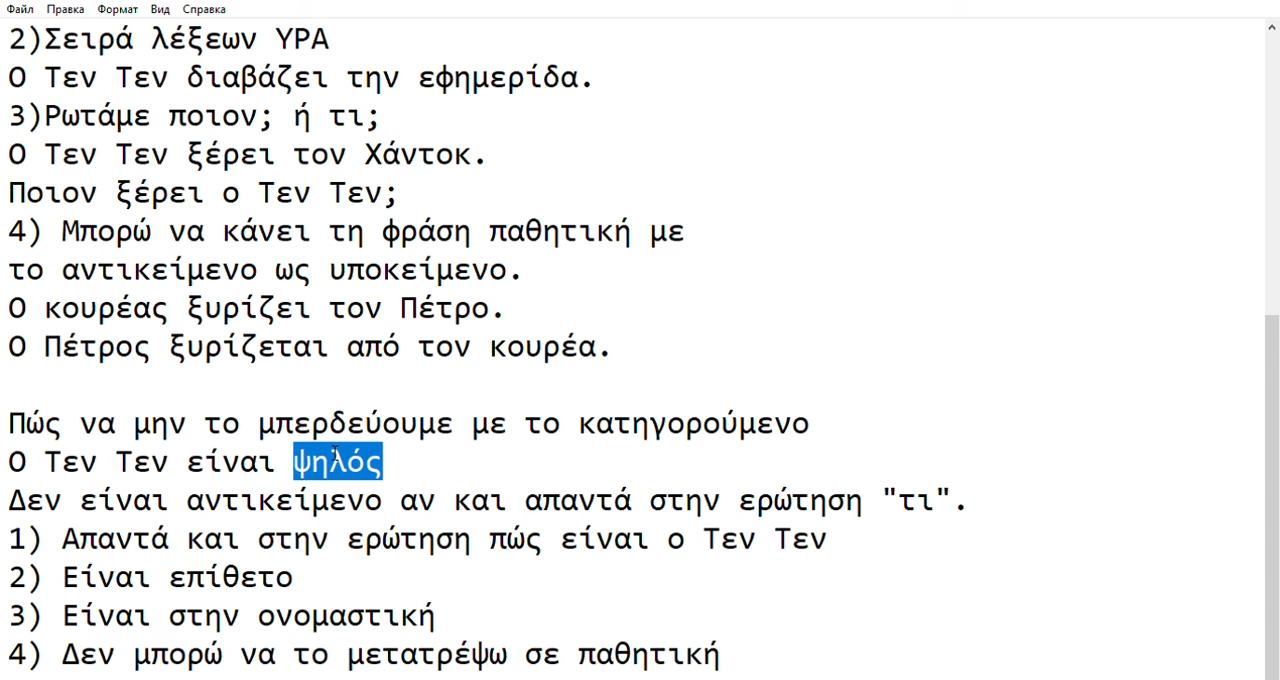 Файл Правка Формат Вид Справка
2)Σειρά λέξεων ΥΡΑ
Ο Τεν Τεν διαβάζει την εφημερίδα.
3)Ρωτάμε ποιον; ή τι;
Ο Τεν Τεν ξέρει τον Χάντοκ.
Ποιον ξέρει ο Τεν Τεν;
4) Μπορώ να κάνει τη φράση παθητική με
το αντικείμενο ως υποκείμενο.
Ο κουρέας ξυρίζει τον Πέτρο.
Ο Πέτρος ξυρίζεται από τον κουρέα.
Πώς να μην το μπερδεύουμε με το κατηγορούμενο
Ο Τεν Τεν είναι ψηλός
Δεν είναι αντικείμενο αν και απαντά στην ερώτηση "τι".
1) Απαντά και στην ερώτηση πώς είναι ο Τεν Τεν
2) Είναι επίθετο
3) Είναι στην ονομαστική
4) Δεν μπορώ να το μετατρέψω σε παθητική